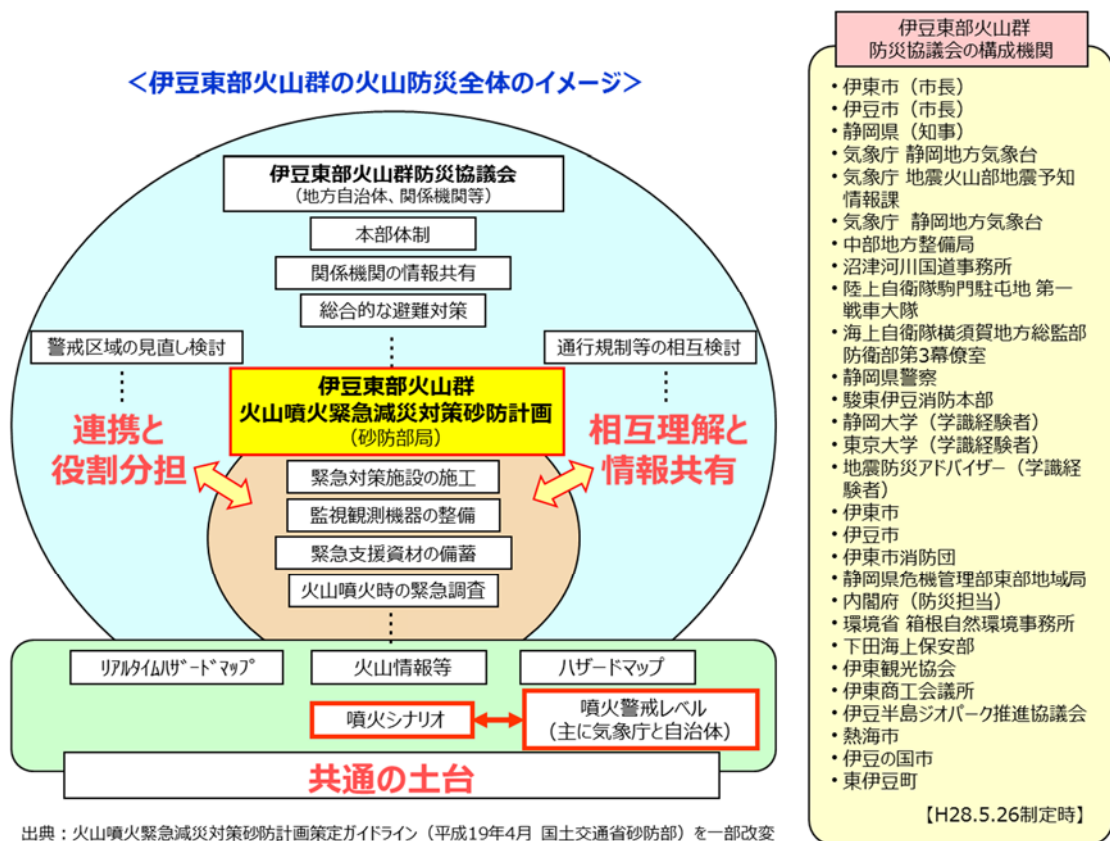 <伊豆東部火山群の火山防災全体のイメージ>
伊豆東部火山群防災協議会
(地方自治体、関係機関等)
本部体制
関係機関の情報共有
総合的な避難対策
警戒区域の見直し検討
通行規制等の相互検討
伊豆東部火山群
火山噴火緊急減災対策砂防計画
(砂防部局)
連携と
役割分担
相互理解と
情報共有
緊急対策施設の施工
監視観測機器の整備
緊急支援資材の備蓄
火山噴火時の緊急調査
ﾘｱﾙﾀｲﾑﾊｻﾞｰﾄﾞﾏｯﾌﾟ
火山情報等
ハザードマップ
噴火シナリオ
噴火警戒レベル
(主に気象庁と自治体)
共通の土台
出典：火山噴火緊急減災対策砂防計画策定ガイドライン（平成19年4月 国土交通省砂防部）を一部改変
伊豆東部火山群
防災協議会の構成機関
・伊東市（市長）
・伊豆市（市長）
・静岡県（知事）
・気象庁 静岡地方気象台
・気象庁 地震火山部地震予知
情報課
・気象庁 静岡地方気象台
・中部地方整備局
・沼津河川国道事務所
・陸上自衛隊駒門駐屯地 第一
戦車大隊
・海上自衛隊横須賀地方総監部
防衛部第3幕僚室
・静岡県警察
・駿東伊豆消防本部
・静岡大学（学識経験者）
・東京大学（学識経験者）
・地震防災アドバイザー（学識経
験者）
・伊東市
・伊豆市
・伊東市消防団
・静岡県危機管理部東部地域局
・内閣府（防災担当）
・環境省 箱根自然環境事務所
・下田海上保安部
・伊東観光協会
・伊東商工会議所
・伊豆半島ジオパーク推進協議会
・熱海市
・伊豆の国市
・東伊豆町
【H28.5.26制定時】